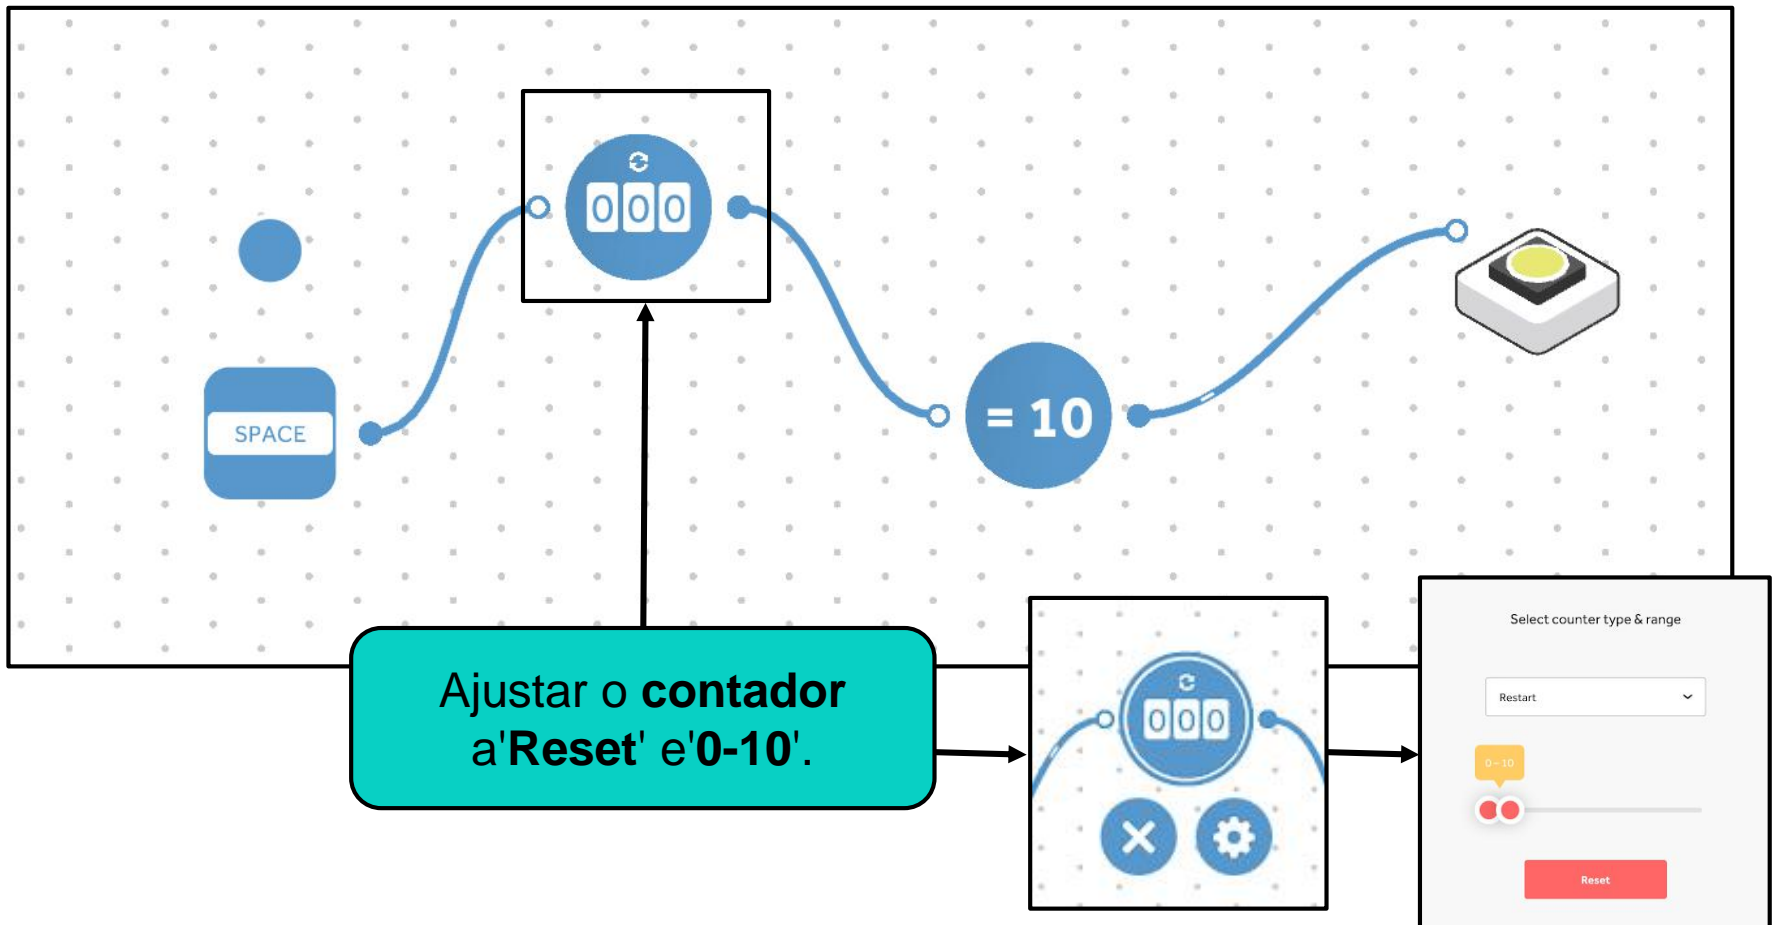 000
SPACE
= 10
Ajustar o contador
a'Reset' e'0-10'.
000
Select counter type & range
Restart
0 – 10
Reset